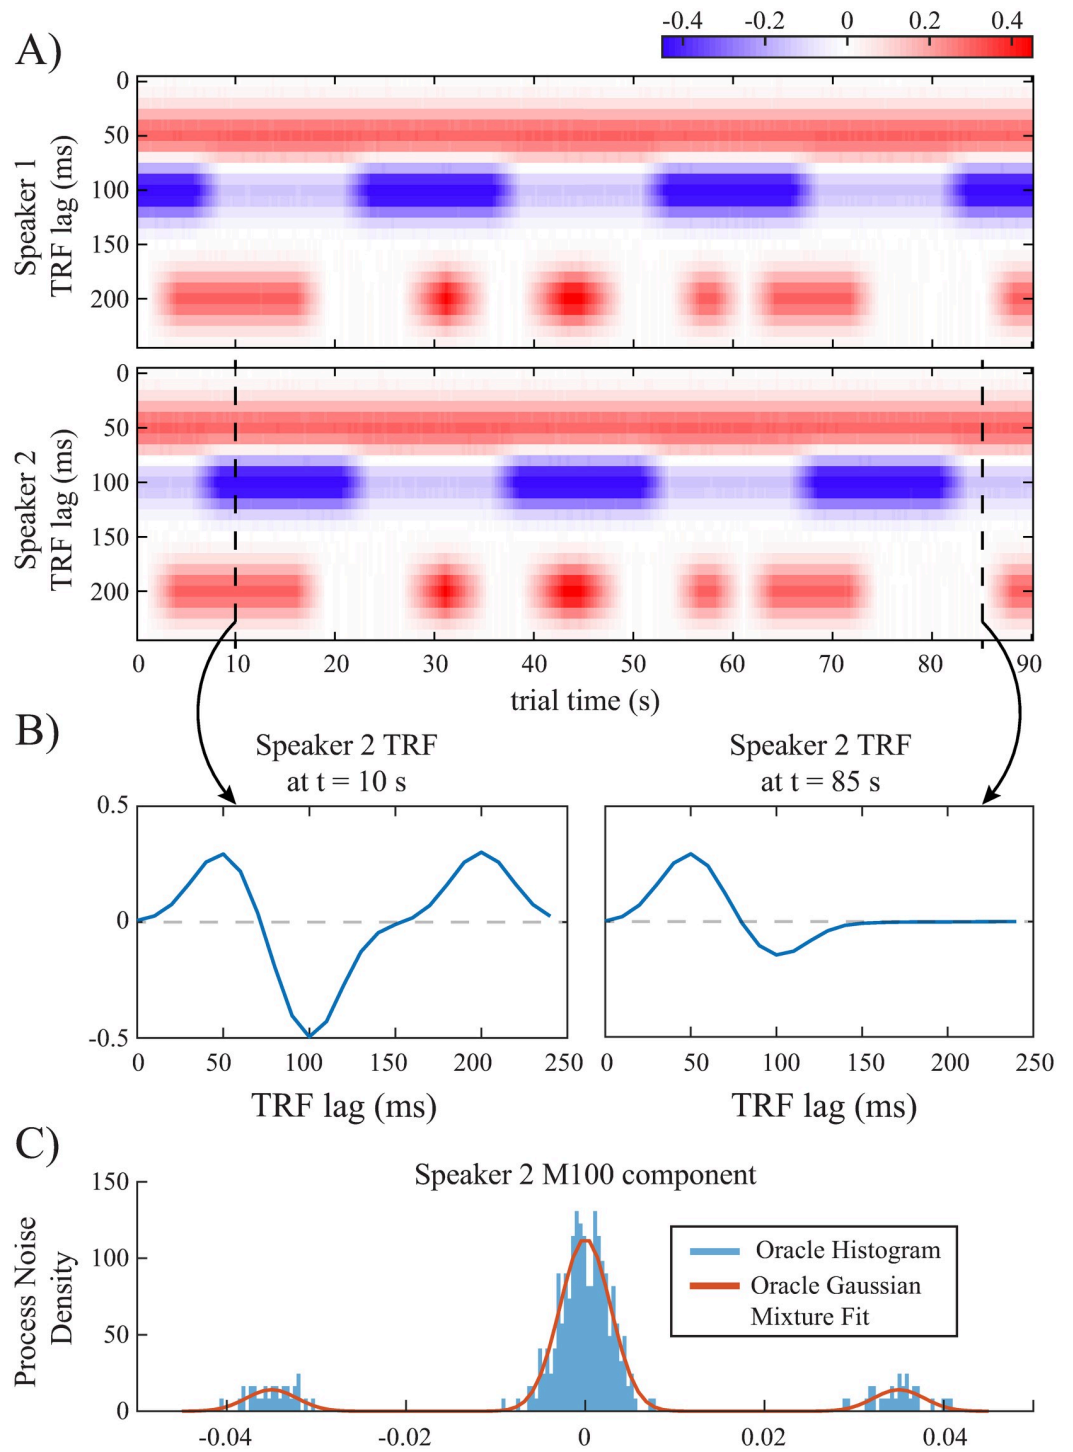 A)
-0.4 -0.2 0 0.2 0.4
Speaker 1
TRF lag (ms)
0
50
100
150
200
Speaker 2
TRF lag (ms)
0
50
100
150
200
0 10 20 30 40 50 60 70 80 90
trial time (s)
B)
Speaker 2 TRF
at t = 10 s
Speaker 2 TRF
at t = 85 s
0.5
0
-0.5
0 50 100 150 200 250
0 50 100 150 200 250
TRF lag (ms)
TRF lag (ms)
C)
Speaker 2 M100 component
Process Noise
Density
150
100
50
0
Oracle Histogram
Oracle Gaussian
Mixture Fit
-0.04 -0.02 0 0.02 0.04